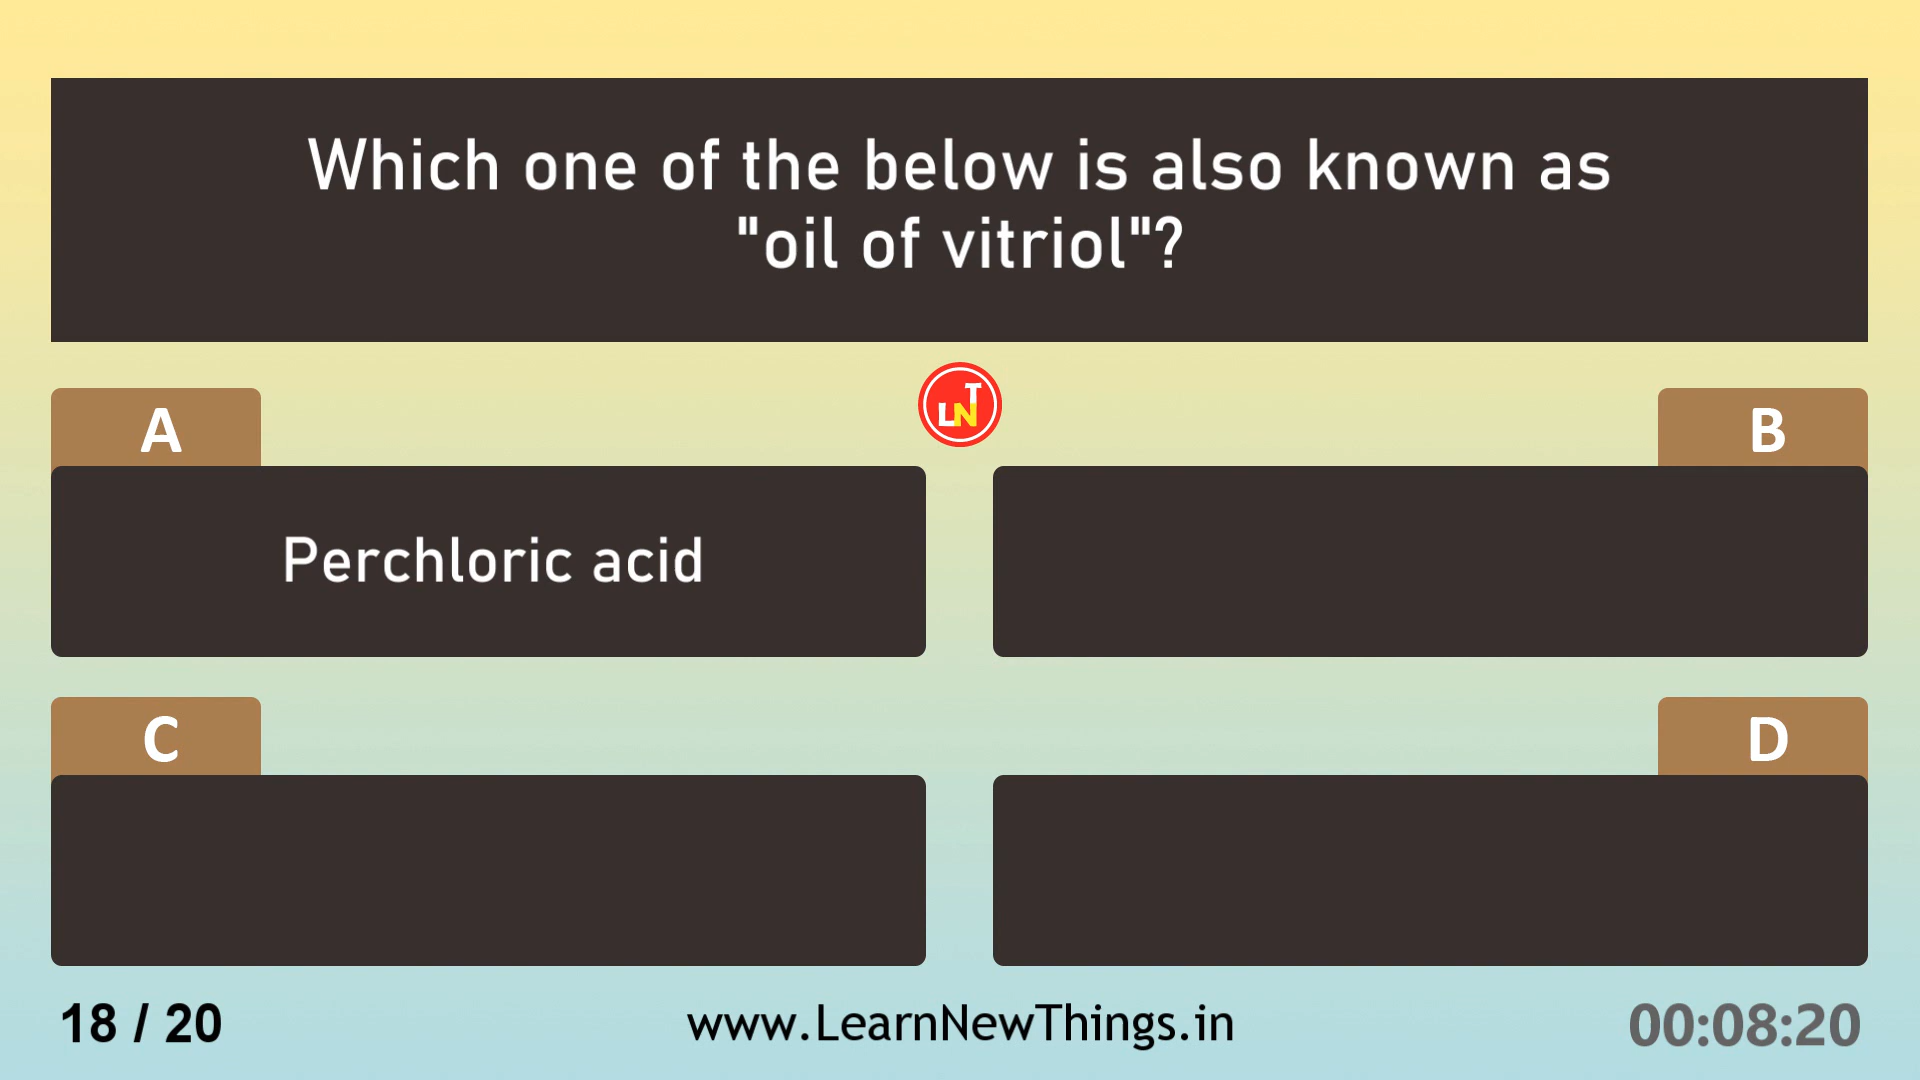 Which one of the below is also known as
"oil of vitriol"?
LNT
A
B
Perchloric acid
C
D
18 / 20
www.LearnNewThings.in
00:08:20